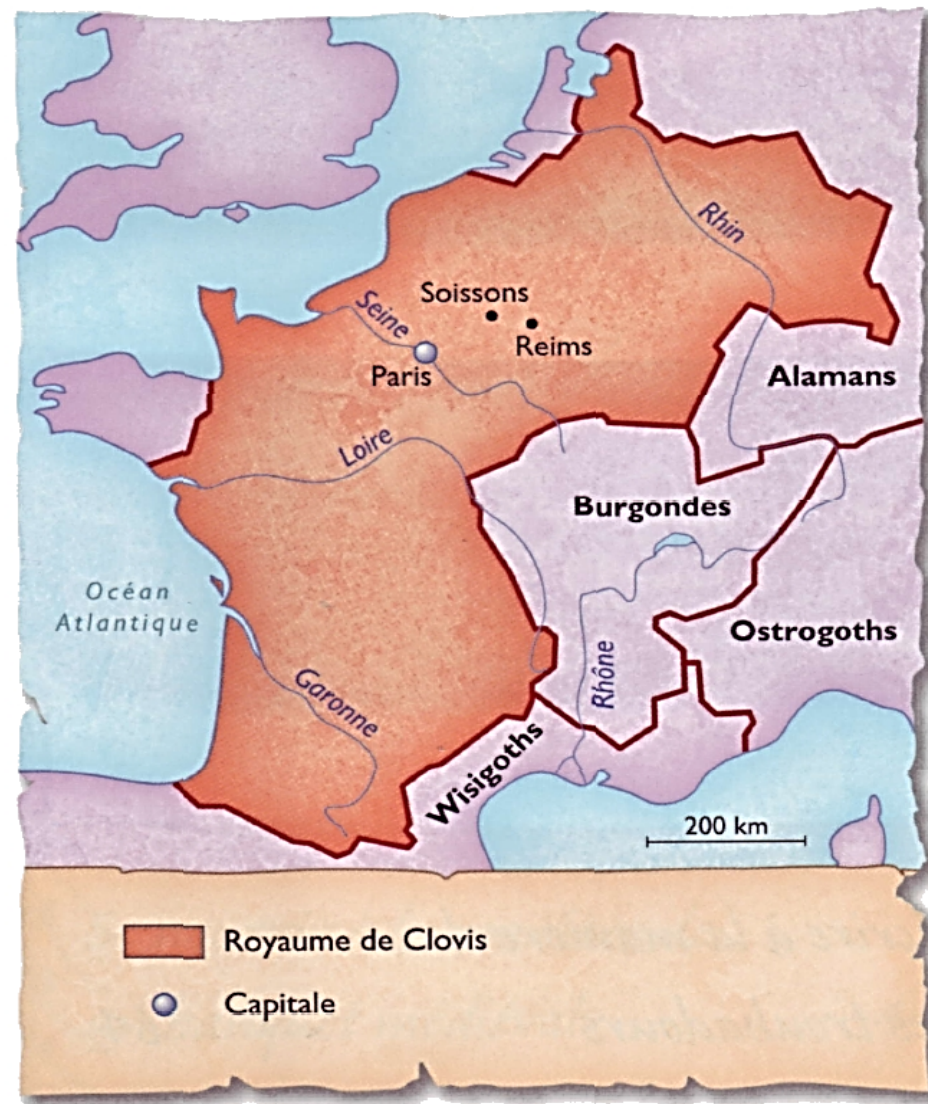 Rhin
Soissons
Seine
Reims
Paris
Alamans
Loire
Burgondes
Océan
Atlantique
Ostrogoths
Rhône
Garonne
Wisigoths
200 km
Royaume de Clovis
Capitale